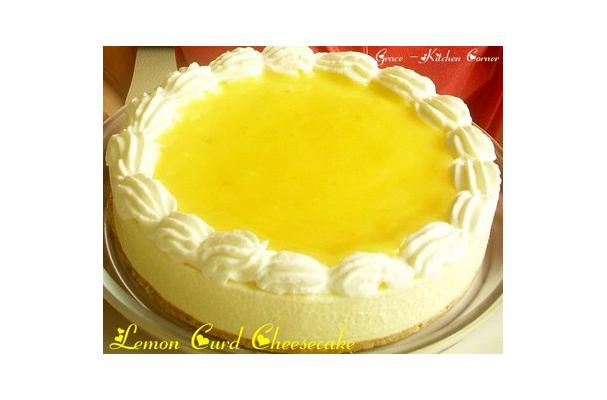 Grace - Kitchen Corner
Lemon Curd Cheesecake